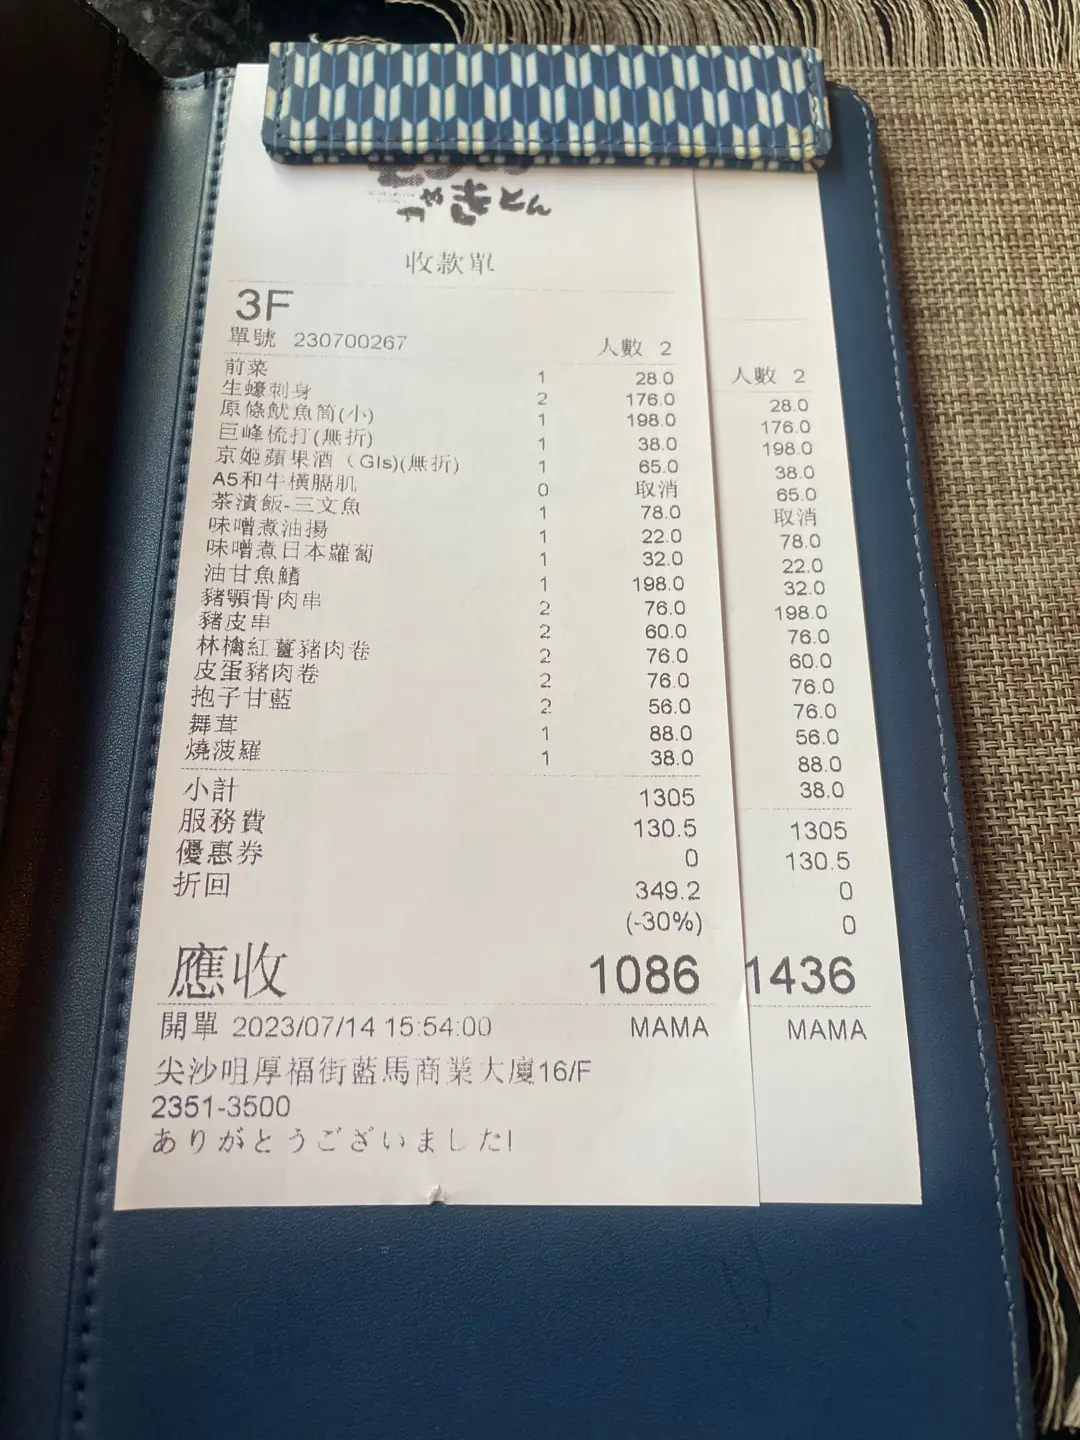 じゃ楽とん
收款單
3F
單號 230700267 人數 2
前菜 1 28.0
生蠔刺身 2 176.0
原條魷魚筒(小) 1 198.0
巨峰梳打(無折) 1 38.0
京姬蘋果酒（Gls)(無折) 1 65.0
A5和牛橫膈肌 0 取消
茶漬飯-三文魚 1 78.0
味噌煮油揚 1 22.0
味噌煮日本蘿蔔 1 32.0
油甘魚鰭 1 198.0
豬顎骨肉串 2 76.0
豬皮串 2 60.0
林檎紅薑豬肉卷 2 76.0
皮蛋豬肉卷 2 76.0
抱子甘藍 2 56.0
舞茸 1 88.0
燒菠羅 1 38.0
小計 1305
服務費 130.5
優惠券 0
折回 349.2
(-30%)
應收 1086
開單 2023/07/14 15:54:00 MAMA
尖沙咀厚福街藍馬商業大廈16/F
2351-3500
ありがとうございました!
人數 2
28.0
176.0
198.0
38.0
65.0
取消
78.0
22.0
32.0
198.0
76.0
60.0
76.0
76.0
56.0
88.0
38.0
1305
130.5
0
0
1436
MAMA